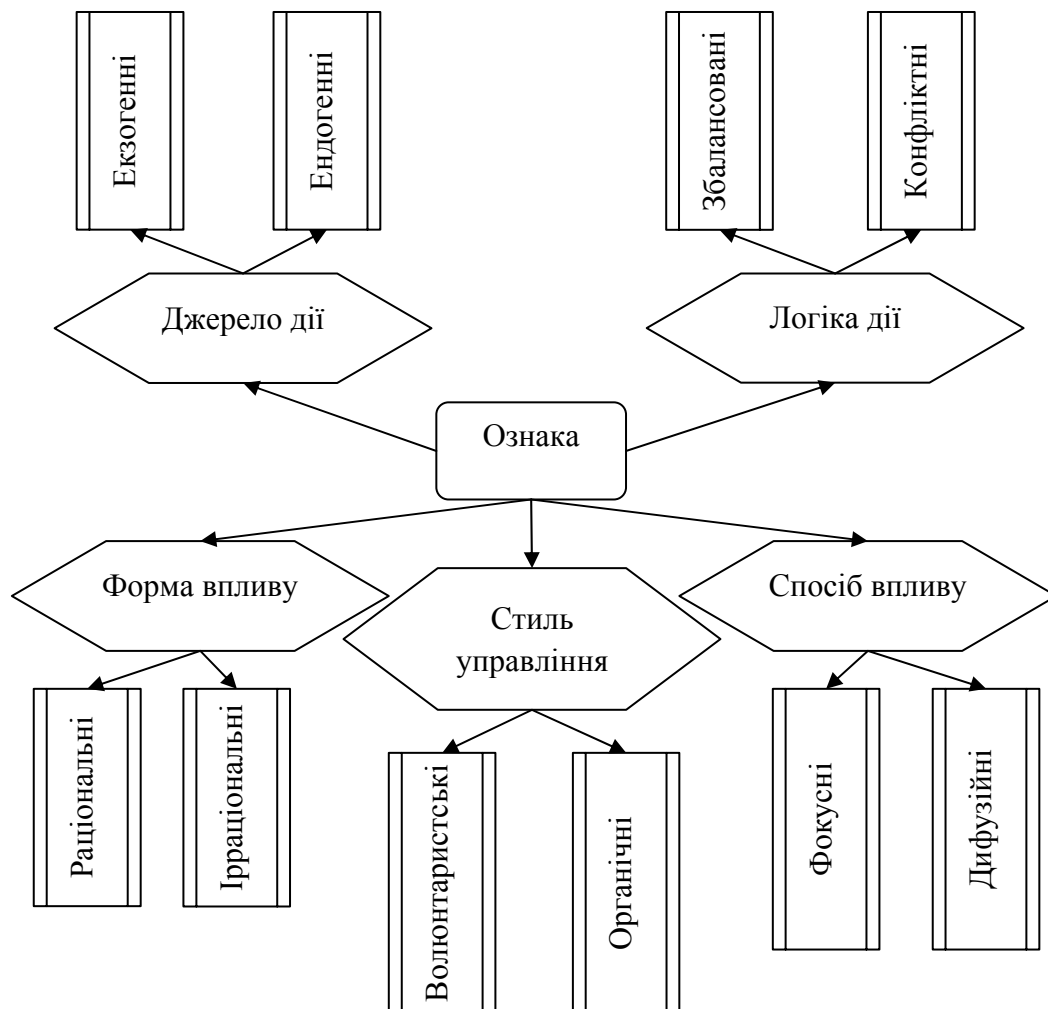 Екзогенні
Ендогенні
Збалансовані
Конфліктні
Джерело дії
Логіка дії
Ознака
Форма впливу
Стиль
управління
Спосіб впливу
Раціональні
Ірраціональні
Волюнтаристські
Органічні
Фокусні
Дифузійні